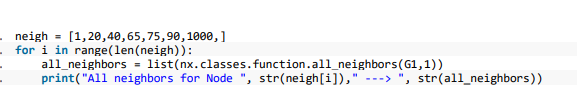 neigh = [1,20,40,65,75,90,1000,]
for i in range(len(neigh)):
all_neighbors = list(nx.classes.function.all_neighbors(G1,1))
print("All neighbors for Node ", str(neigh[i])," ---> ", str(all_neighbors))